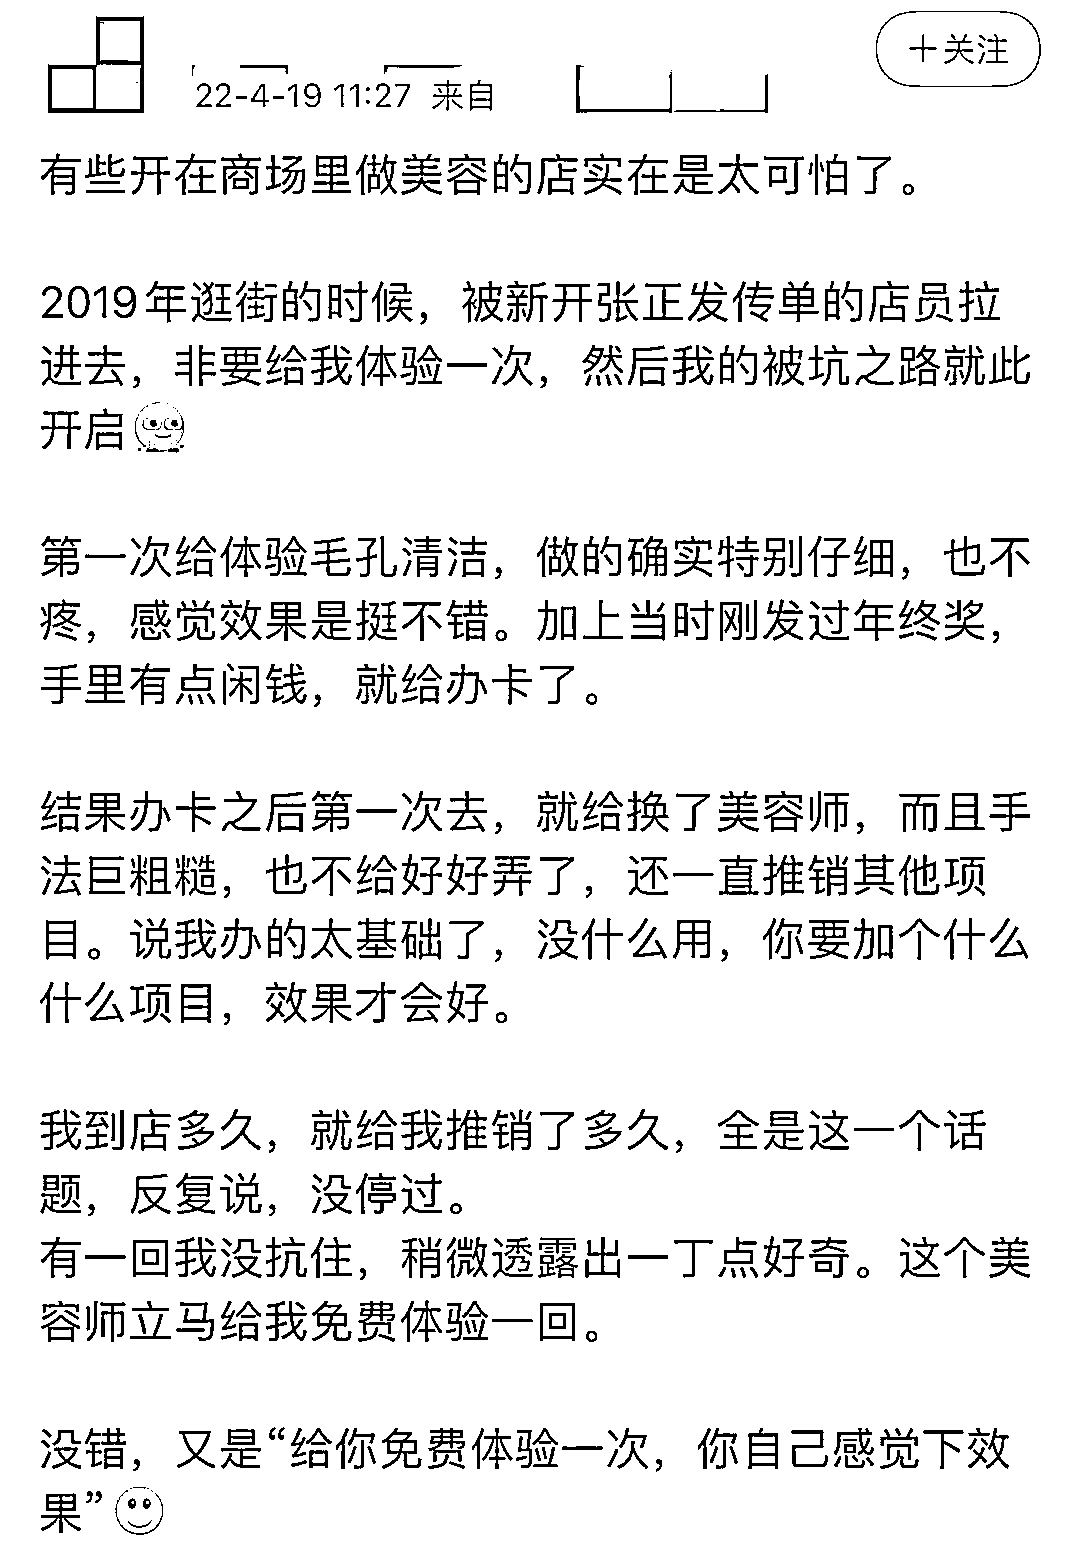 +关注
22-4-19 11:27 来自
有些开在商场里做美容的店实在是太可怕了。
2019年逛街的时候，被新开张正发传单的店员拉
进去，非要给我体验一次，然后我的被坑之路就此
开启
第一次给体验毛孔清洁，做的确实特别仔细，也不
疼，感觉效果是挺不错。加上当时刚发过年终奖，
手里有点闲钱，就给办卡了。
结果办卡之后第一次去，就给换了美容师，而且手
法巨粗糙，也不给好好弄了，还一直推销其他项
目。说我办的太基础了，没什么用，你要加个什么
什么项目，效果才会好。
我到店多久，就给我推销了多久，全是这一个话
题，反复说，没停过。
有一回我没抗住，稍微透露出一丁点好奇。这个美
容师立马给我免费体验一回。
没错，又是“给你免费体验一次，你自己感觉下效
果”